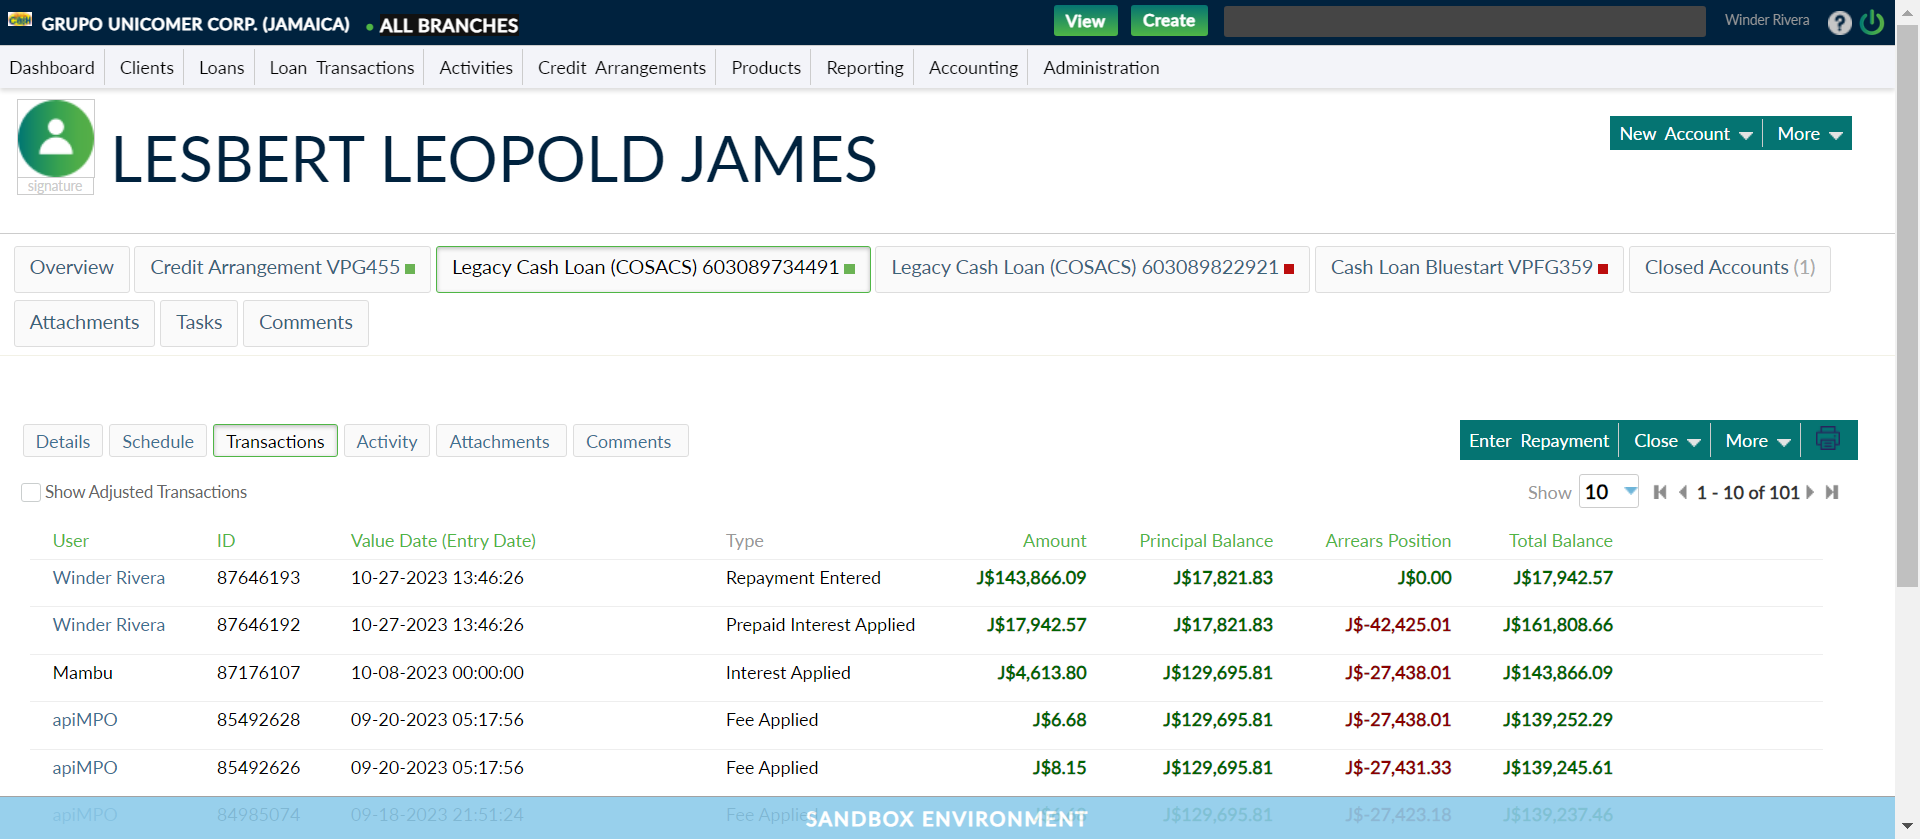 GRUPO UNICOMER CORP. (JAMAICA) ALL BRANCHES View Create Winder Rivera ?
Dashboard Clients Loans Loan Transactions Activities Credit Arrangements Products Reporting Accounting Administration
LESBERT LEOPOLD JAMES
signature
New Account More
Overview Credit Arrangement VPG455 Legacy Cash Loan (COSACS) 603089734491 Legacy Cash Loan (COSACS) 603089822921 Cash Loan Bluestart VPFG359 Closed Accounts (1)
Attachments Tasks Comments
Details Schedule Transactions Activity Attachments Comments Enter Repayment Close More
Show Adjusted Transactions Show 10 1 - 10 of 101
User ID Value Date (Entry Date) Type Amount Principal Balance Arrears Position Total Balance
Winder Rivera 87646193 10-27-2023 13:46:26 Repayment Entered J$143,866.09 J$17,821.83 J$0.00 J$17,942.57
Winder Rivera 87646192 10-27-2023 13:46:26 Prepaid Interest Applied J$17,942.57 J$17,821.83 J$-42,425.01 J$161,808.66
Mambu 87176107 10-08-2023 00:00:00 Interest Applied J$4,613.80 J$129,695.81 J$-27,438.01 J$143,866.09
apiMPO 85492628 09-20-2023 05:17:56 Fee Applied J$6.68 J$129,695.81 J$-27,438.01 J$139,252.29
apiMPO 85492626 09-20-2023 05:17:56 Fee Applied J$8.15 J$129,695.81 J$-27,431.33 J$139,245.61
apiMPO 84985074 09-18-2023 21:51:24 Fee Applied J$129,695.81 J$-27,423.18 J$139,237.46
SANDBOX ENVIRONMENT